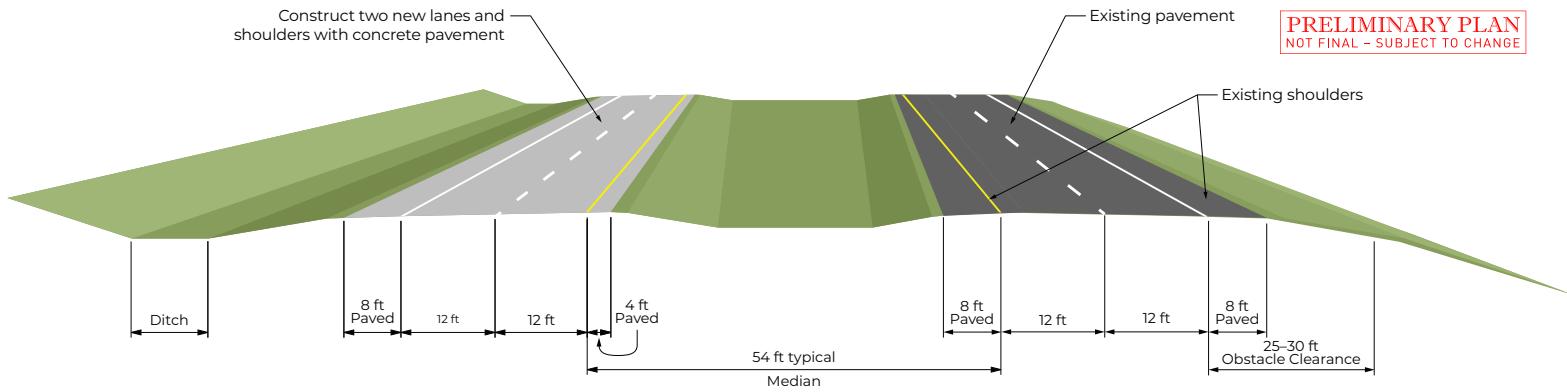 Construct two new lanes and
shoulders with concrete pavement
Existing pavement
PRELIMINARY PLAN
NOT FINAL – SUBJECT TO CHANGE
Existing shoulders
Ditch
8 ft
Paved
12 ft
12 ft
4 ft
Paved
54 ft typical
Median
8 ft
Paved
12 ft
12 ft
8 ft
Paved
25–30 ft
Obstacle Clearance